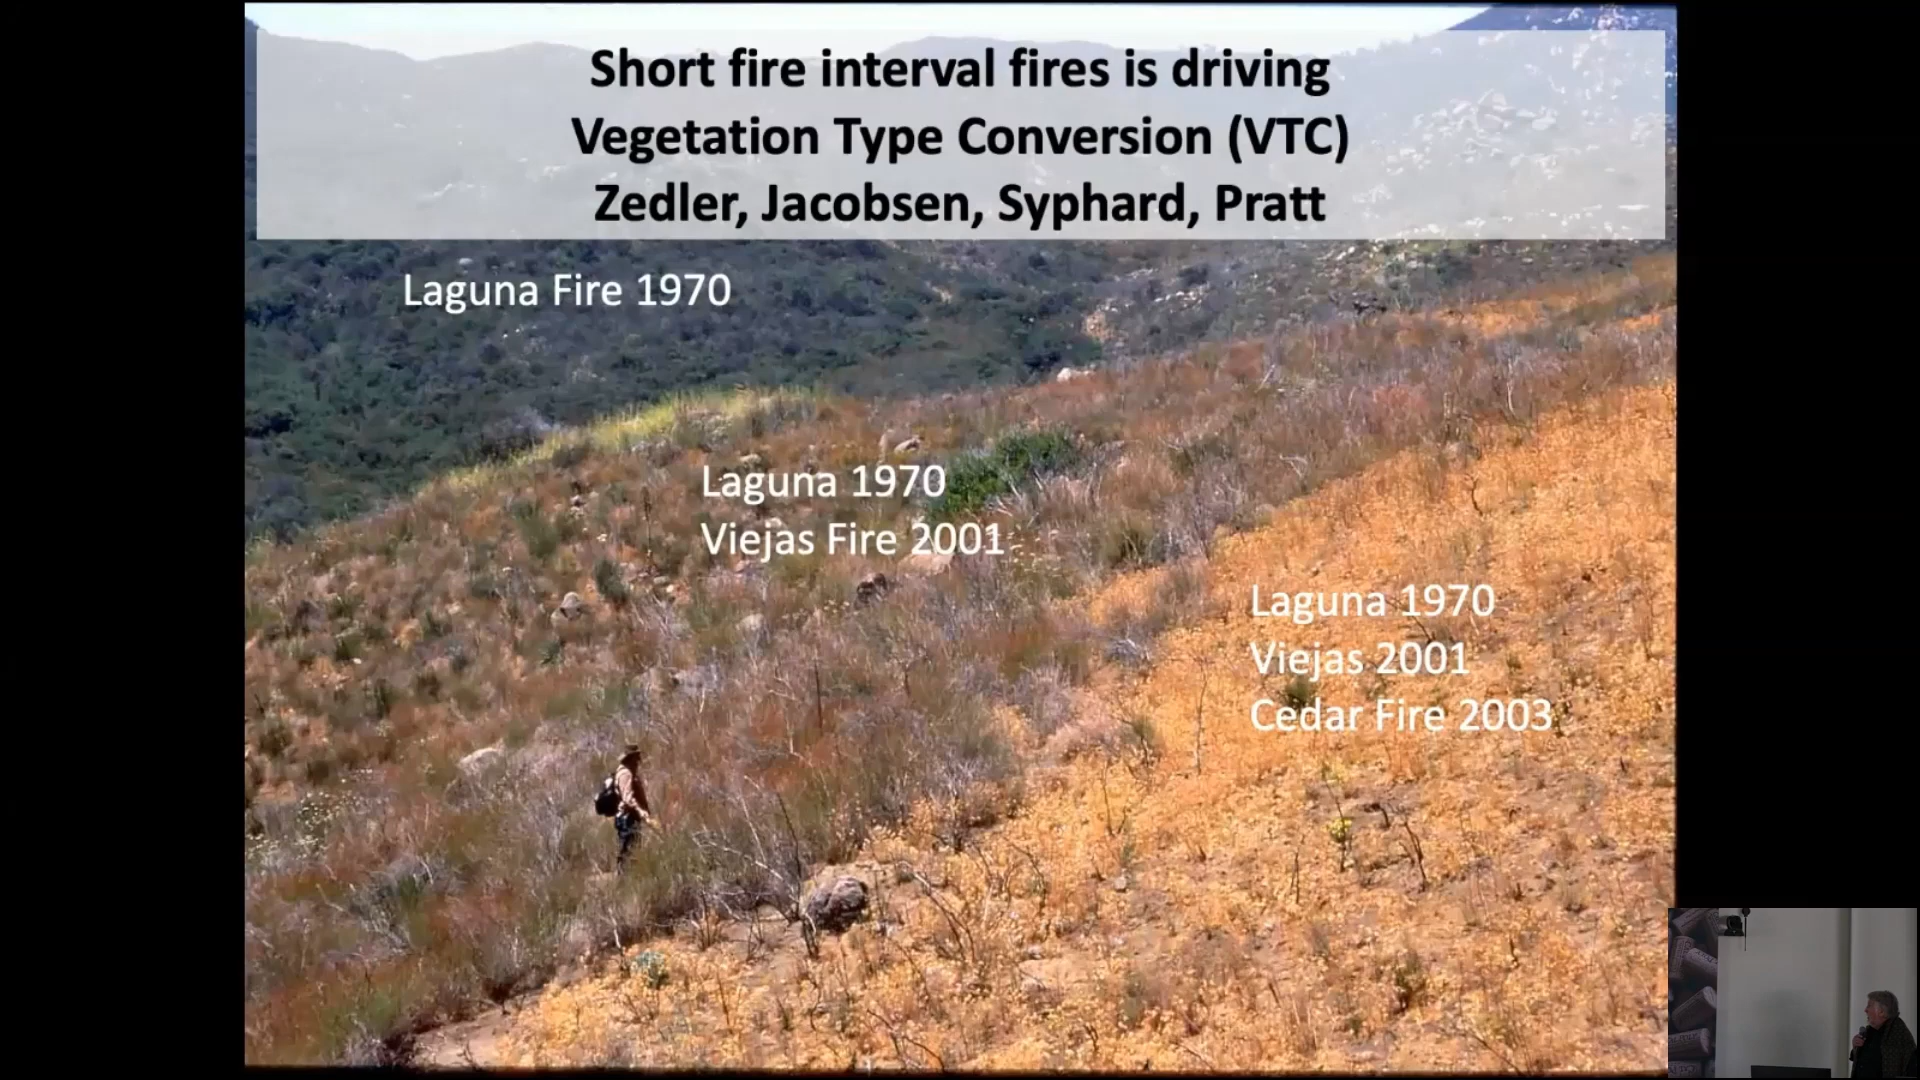 Short fire interval fires is driving
Vegetation Type Conversion (VTC)
Zedler, Jacobsen, Syphard, Pratt
Laguna Fire 1970
Laguna 1970
Viejas Fire 2001
Laguna 1970
Viejas 2001
Cedar Fire 2003